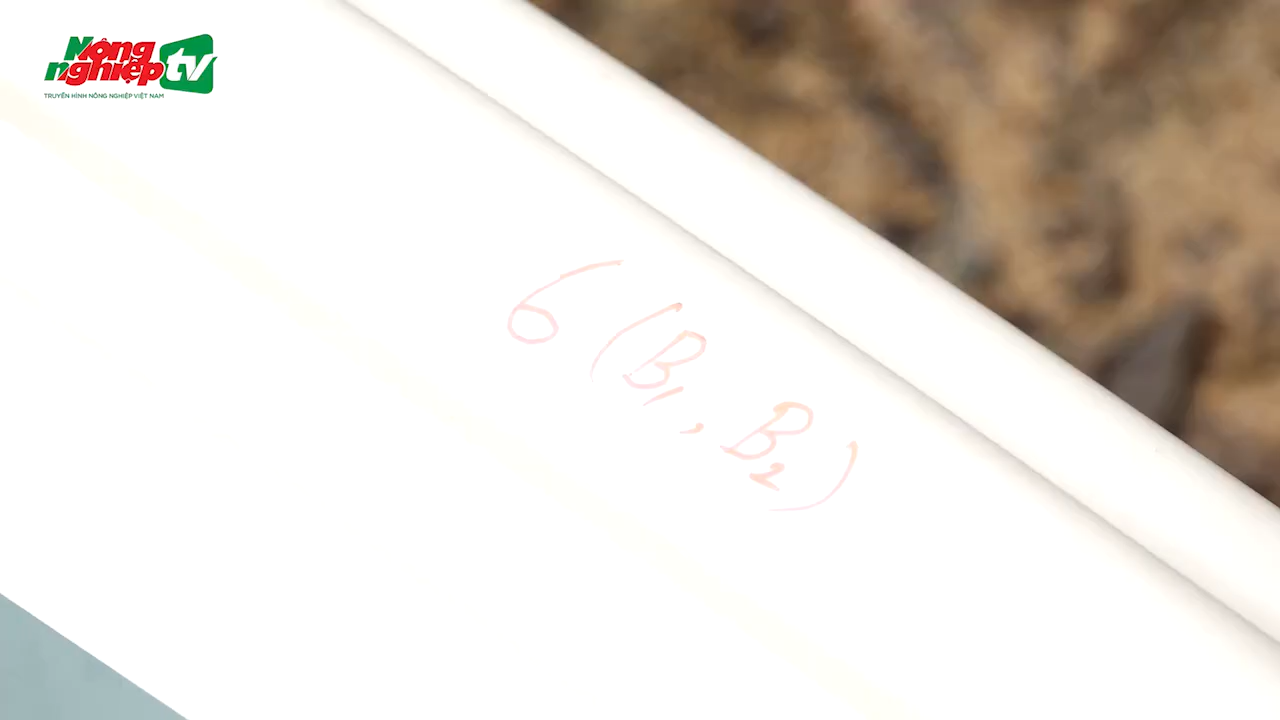 Nông
nghiệp tv
TRUYỀN HÌNH NÔNG NGHIỆP VIỆT NAM
6 (B₁, B₂)